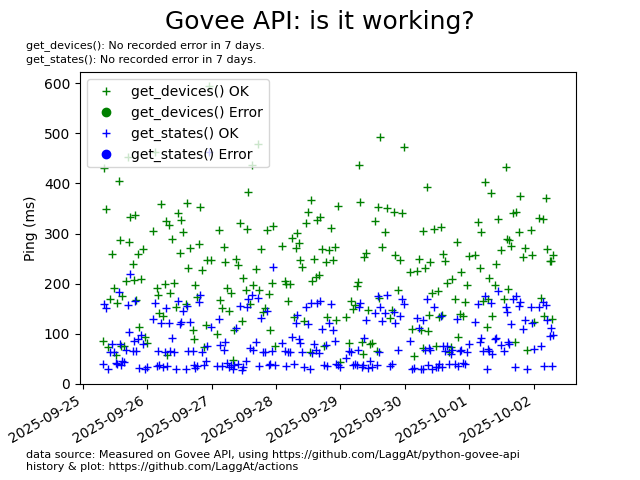 Govee API: is it working?
get_devices(): No recorded error in 7 days.
get_states(): No recorded error in 7 days.
get_devices() OK
get_devices() Error
get_states() OK
get_states() Error
Ping (ms)
600
500
400
300
200
100
0
2025-09-25
2025-09-26
2025-09-27
2025-09-28
2025-09-29
2025-09-30
2025-10-01
2025-10-02
data source: Measured on Govee API, using https://github.com/LaggAt/python-govee-api
history & plot: https://github.com/LaggAt/actions